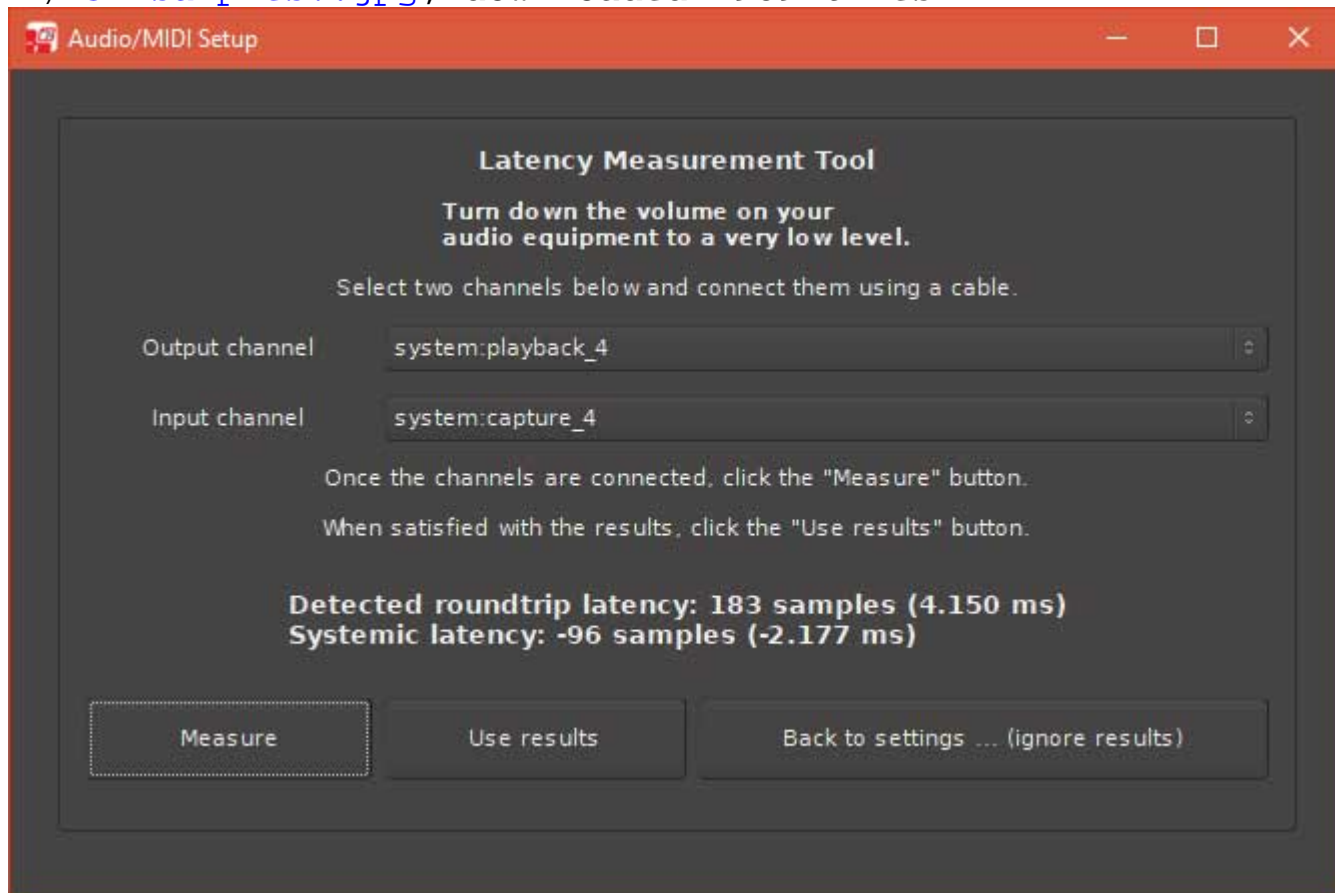 Audio/MIDI Setup
Latency Measurement Tool
Turn down the volume on your
audio equipment to a very low level.
Select two channels below and connect them using a cable.
Output channel system:playback_4
Input channel system:capture_4
Once the channels are connected, click the "Measure" button.
When satisfied with the results, click the "Use results" button.
Detected roundtrip latency: 183 samples (4.150 ms)
Systemic latency: -96 samples (-2.177 ms)
Measure Use results Back to settings ... (ignore results)